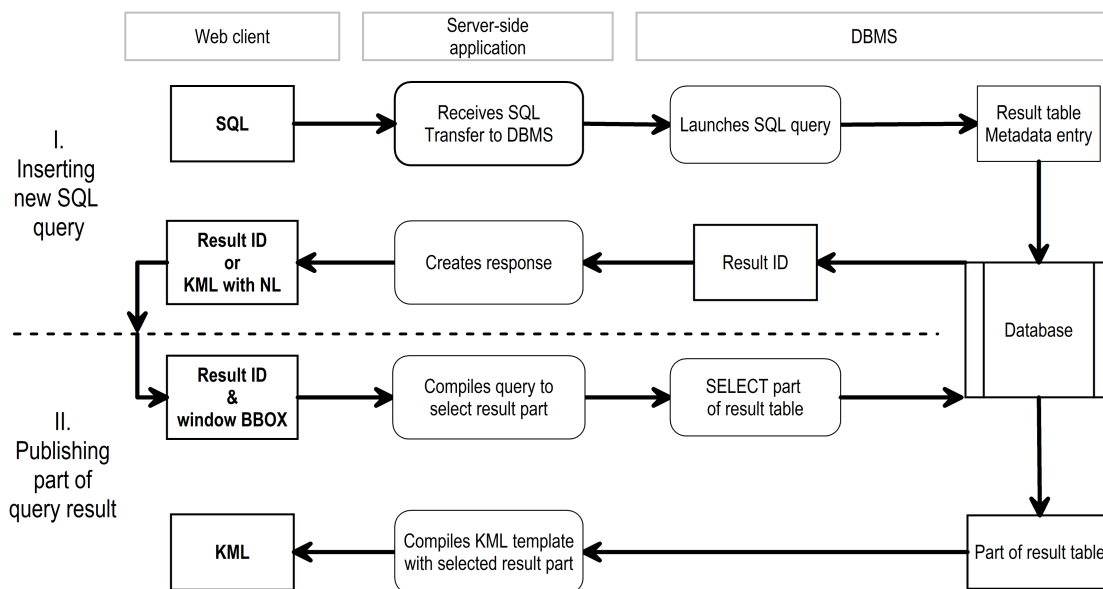 Web client
Server-side
application
DBMS
I.
Inserting
new SQL
query
SQL
Receives SQL
Transfer to DBMS
Launches SQL query
Result table
Metadata entry
Result ID
or
KML with NL
Creates response
Result ID
Database
II.
Publishing
part of
query result
Result ID
&
window BBOX
Compiles query to
select result part
SELECT part
of result table
KML
Compiles KML template
with selected result part
Part of result table